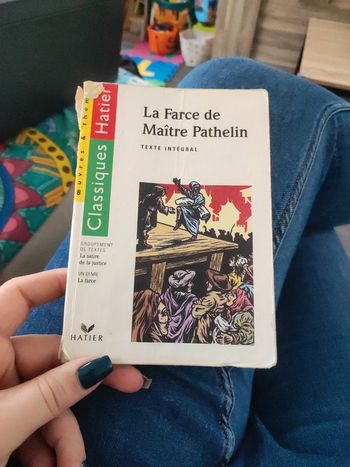 La Farce de
Maître Pathelin
TEXTE INTÉGRAL
œuvres & thèmes
Classiques Hatier
GROUPEMENT
DE TEXTES
La satire
de la justice
UN GENRE
La farce
HATIER